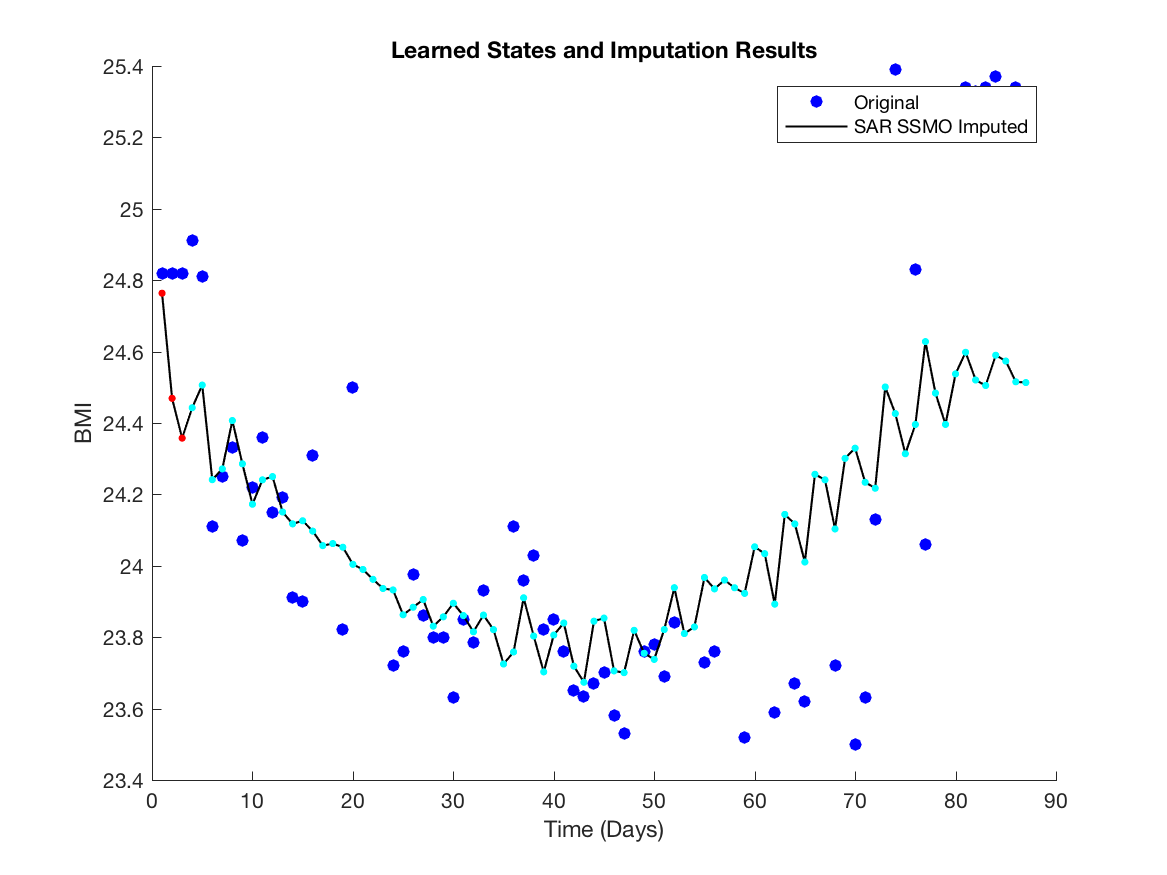 Learned States and Imputation Results
25.4
25.2
25
24.8
24.6
24.4
24.2
24
23.8
23.6
23.4
BMI
Original
SAR SSMO Imputed
0 10 20 30 40 50 60 70 80 90
Time (Days)